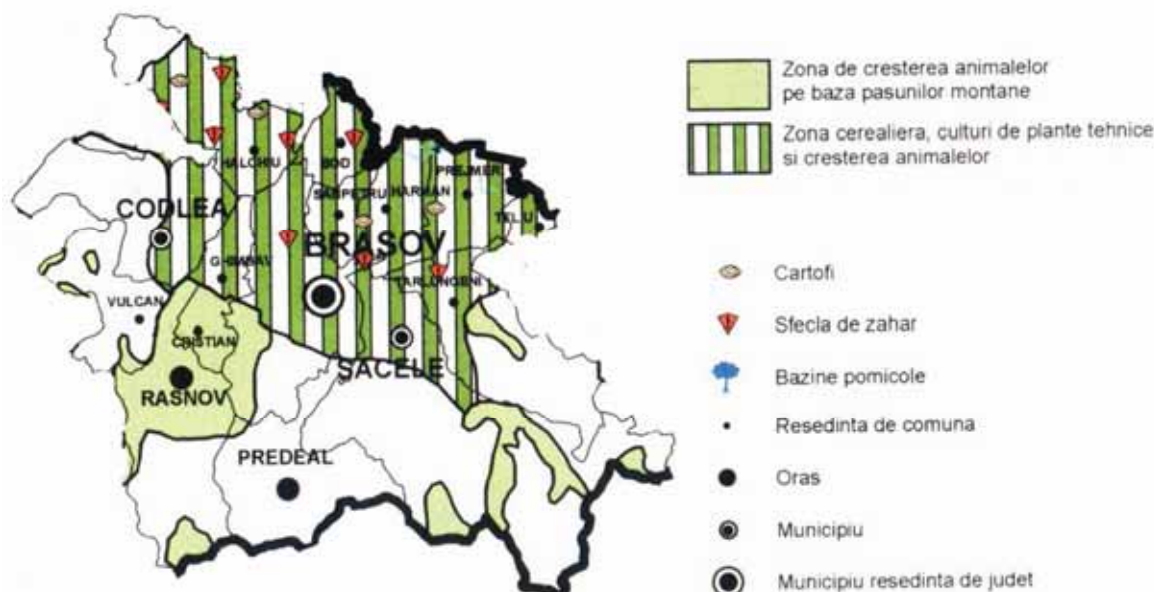 HALCHIU
BOD
PREJMER
SANPETRU
HARMAN
CODLEA
TELIU
BRASOV
GHIMBAV
TARLUNGENI
VULCAN
CRISTIAN
SACELE
RASNOV
PREDEAL
Zona de cresterea animalelor
pe baza pasunilor montane
Zona cerealiera, culturi de plante tehnice
si cresterea animalelor
Cartofi
Sfecla de zahar
Bazine pomicole
Resedinta de comuna
Oras
Municipiu
Municipiu resedinta de judet